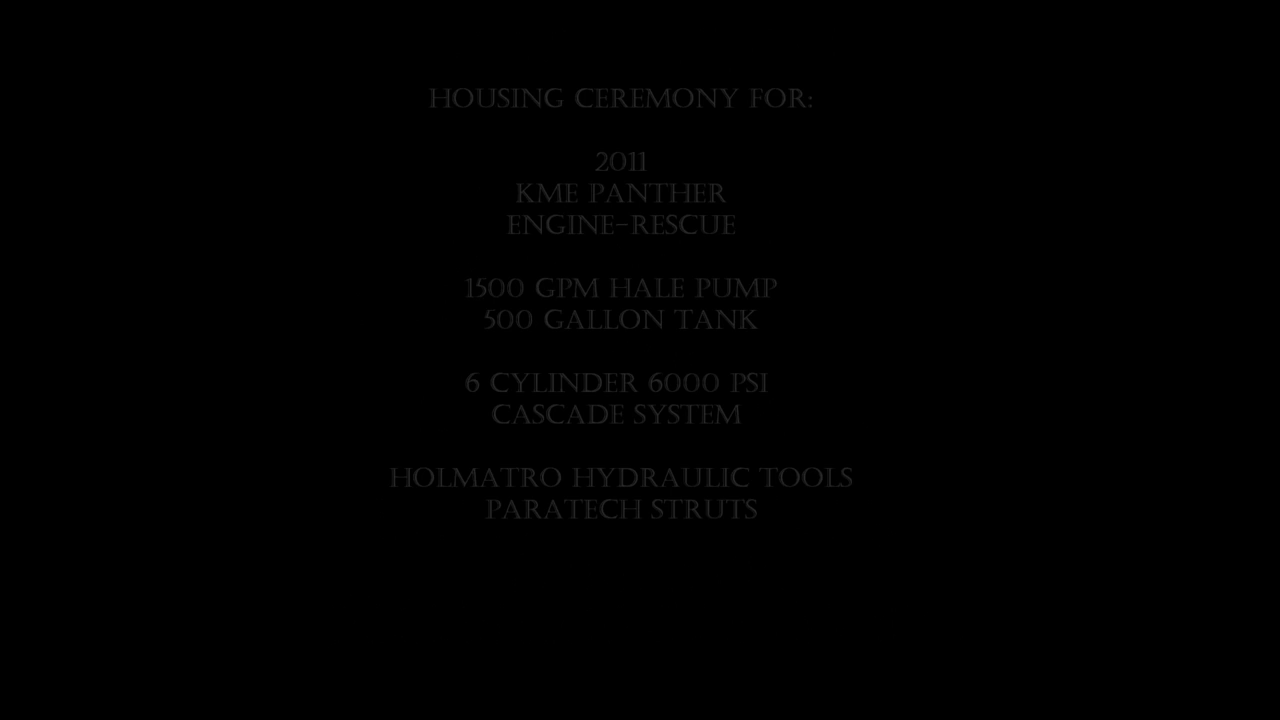 HOUSING CEREMONY FOR:
2011
KME PANTHER
ENGINE-RESCUE
1500 GPM HALE PUMP
500 GALLON TANK
6 CYLINDER 6000 PSI
CASCADE SYSTEM
HOLMATRO HYDRAULIC TOOLS
PARATECH STRUTS